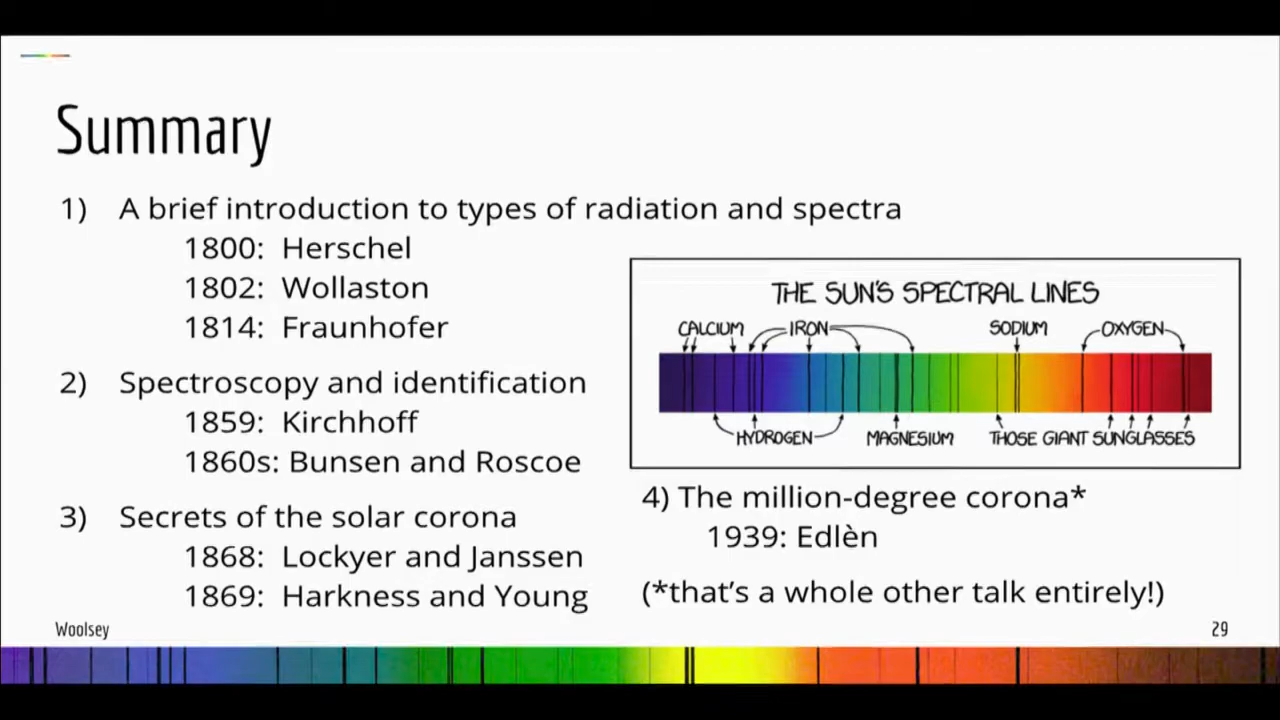 Summary
1) A brief introduction to types of radiation and spectra
1800: Herschel
1802: Wollaston
1814: Fraunhofer
2) Spectroscopy and identification
1859: Kirchhoff
1860s: Bunsen and Roscoe
3) Secrets of the solar corona
1868: Lockyer and Janssen
1869: Harkness and Young
THE SUN'S SPECTRAL LINES
CALCIUM IRON SODIUM OXYGEN
HYDROGEN MAGNESIUM THOSE GIANT SUNGLASSES
4) The million-degree corona*
1939: Edlèn
(*that's a whole other talk entirely!)
Woolsey
29